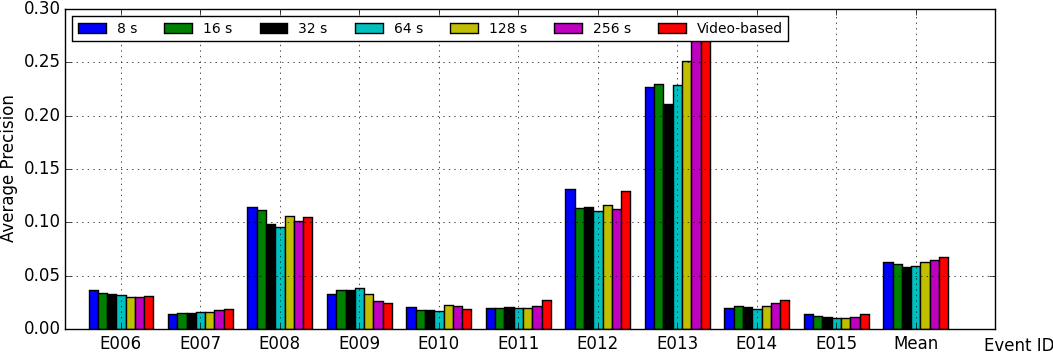 0.30
8 s 16 s 32 s 64 s 128 s 256 s Video-based
0.25
0.20
0.15
0.10
0.05
0.00
Average Precision
E006 E007 E008 E009 E010 E011 E012 E013 E014 E015 Mean Event ID